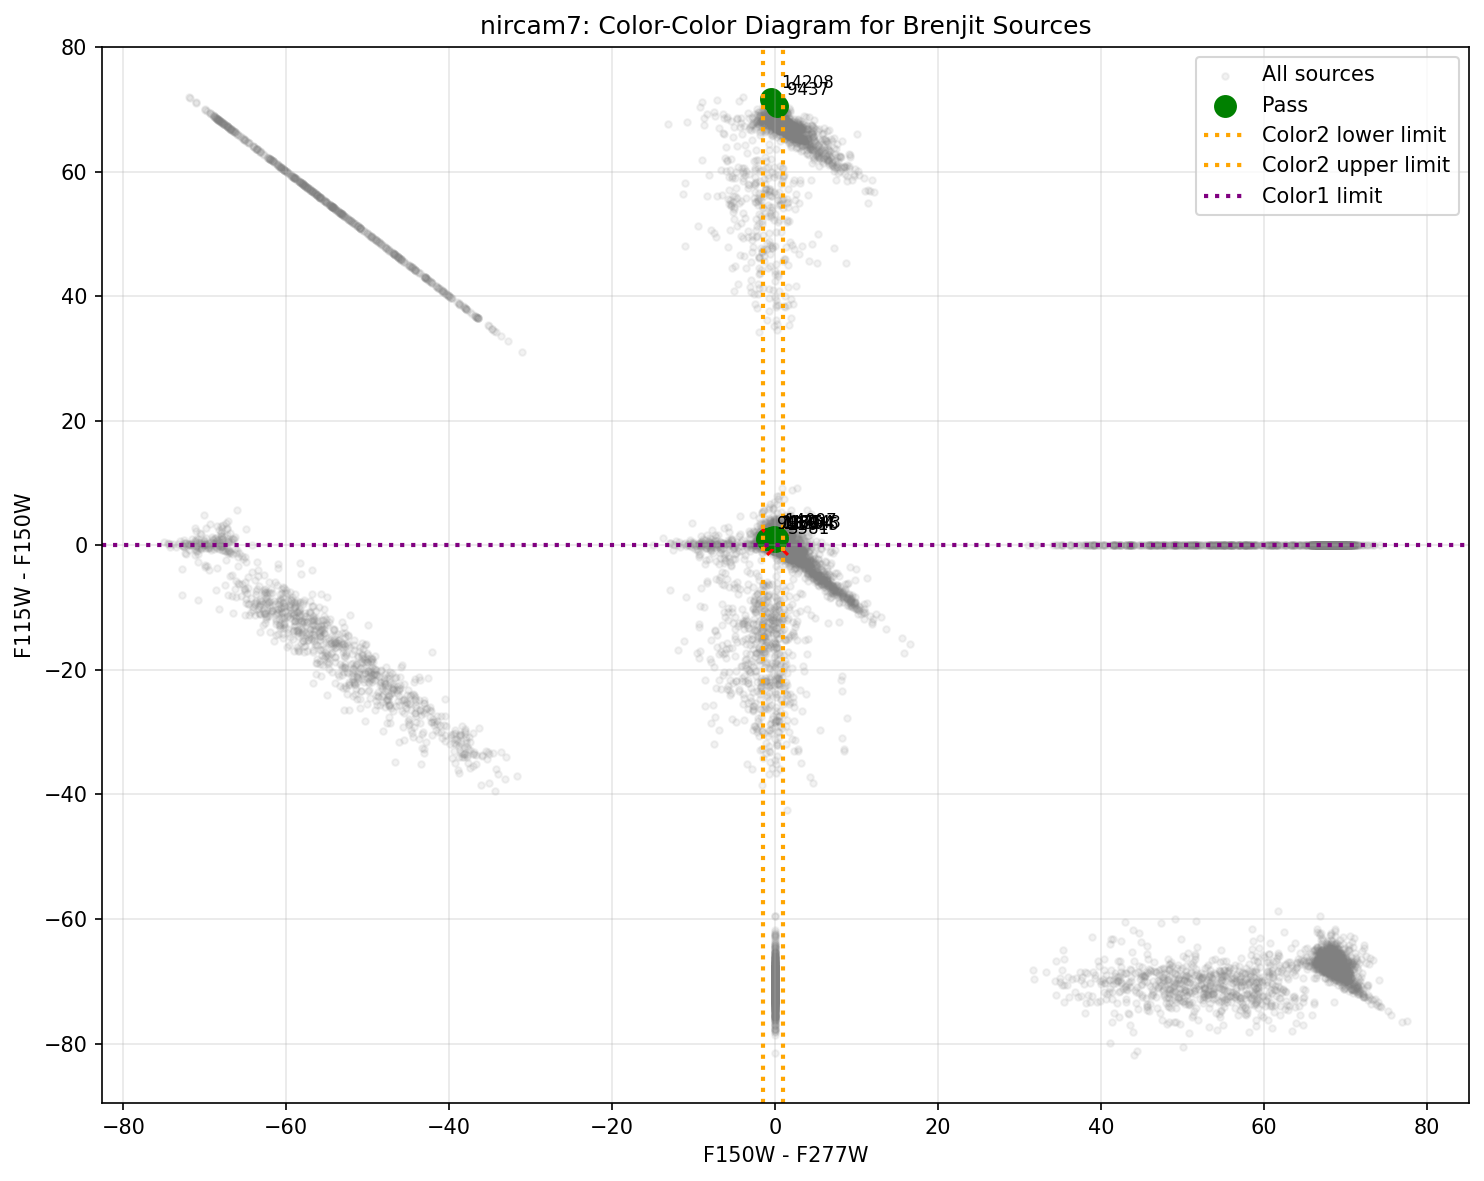 nircam7: Color-Color Diagram for Brenjit Sources
80
60
40
20
0
−20
−40
−60
−80
F115W - F150W
−80
−60
−40
−20
0
20
40
60
80
F150W - F277W
All sources
Pass
Color2 lower limit
Color2 upper limit
Color1 limit
14208
9437